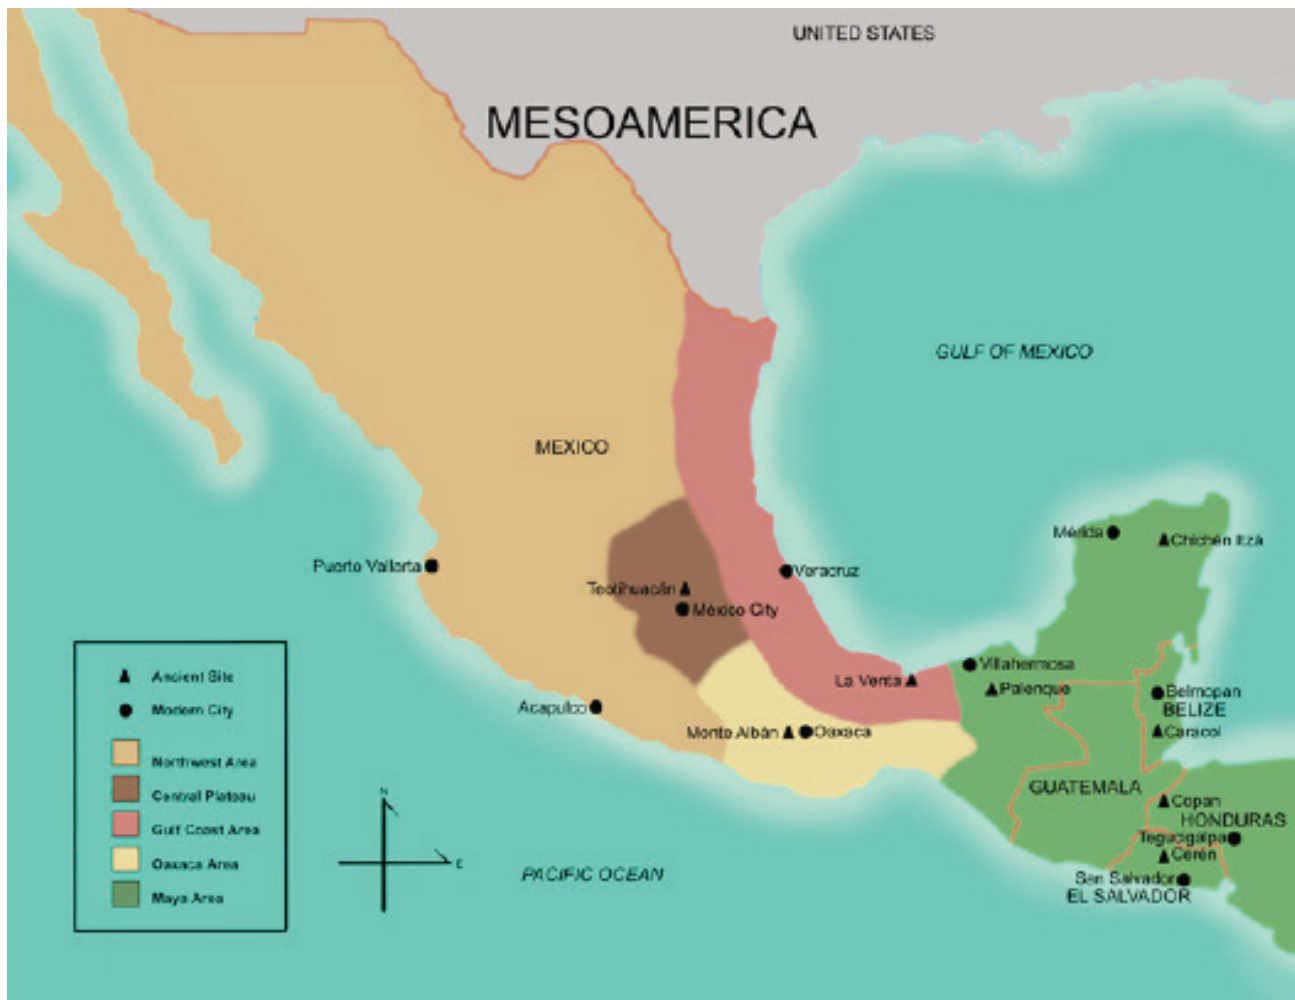 UNITED STATES
MESOAMERICA
GULF OF MEXICO
MEXICO
Mérida
Chichén Itzá
Puerto Vallarta
Veracruz
Teotihuacán
México City
Villahermosa
La Venta
Palenque
Belmopan
BELIZE
Acapulco
Monte Albán
Oaxaca
Caracol
GUATEMALA
Copan
HONDURAS
Tegucigalpa
Cerén
San Salvador
EL SALVADOR
PACIFIC OCEAN
Ancient Site
Modern City
Northwest Area
Central Plateau
Gulf Coast Area
Oaxaca Area
Maya Area
N
E